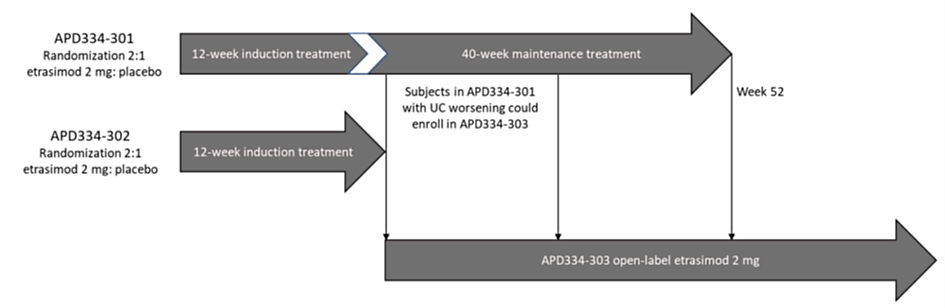 APD334-301
Randomization 2:1
etrasimod 2 mg: placebo
12-week induction treatment
40-week maintenance treatment
Subjects in APD334-301
with UC worsening could
enroll in APD334-303
Week 52
APD334-302
Randomization 2:1
etrasimod 2 mg: placebo
12-week induction treatment
APD334-303 open-label etrasimod 2 mg